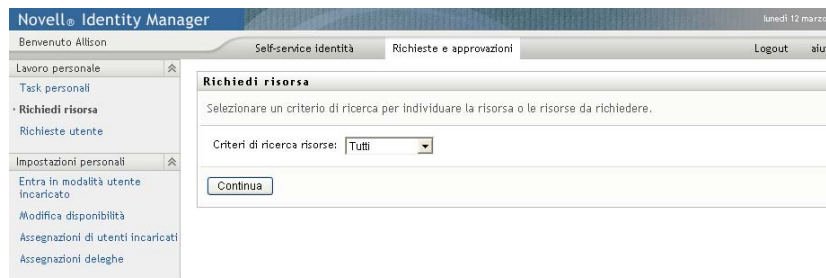 Novell® Identity Manager
lunedì 12 marzo
Benvenuto Allison
Self-service identità
Richieste e approvazioni
Logout
aiu
Lavoro personale
Task personali
Richiedi risorsa
Richieste utente
Impostazioni personali
Entra in modalità utente
incaricato
Modifica disponibilità
Assegnazioni di utenti incaricati
Assegnazioni deleghe
Richiedi risorsa
Selezionare un criterio di ricerca per individuare la risorsa o le risorse da richiedere.
Criteri di ricerca risorse: Tutti
Continua